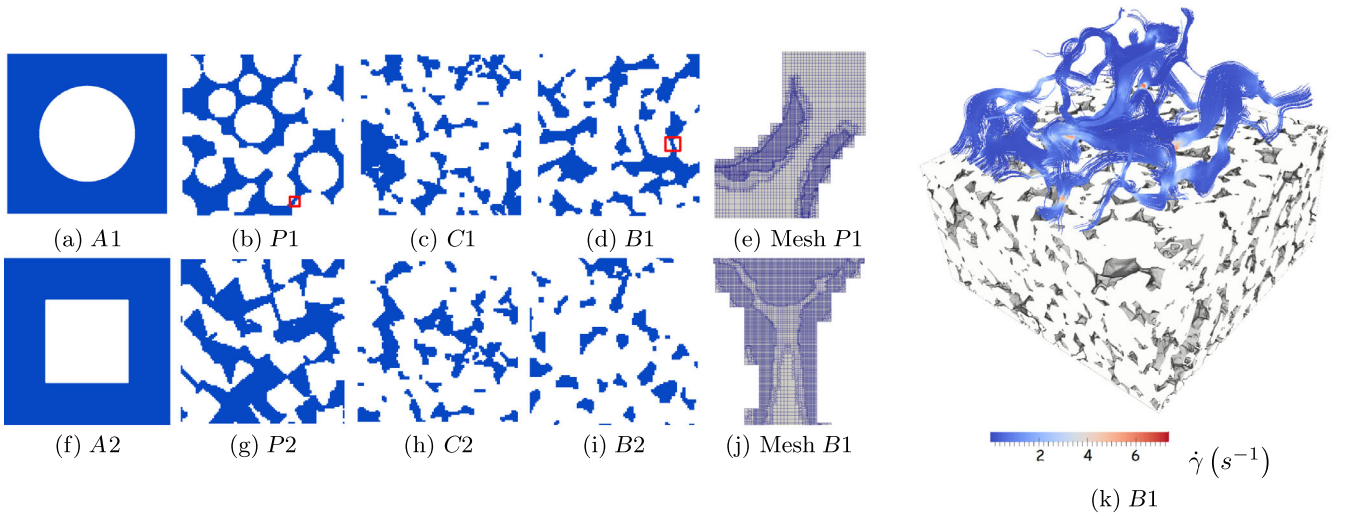 (a) A1
(b) P1
(c) C1
(d) B1
(e) Mesh P1
(f) A2
(g) P2
(h) C2
(i) B2
(j) Mesh B1
2 4 6
γ̇ (s⁻¹)
(k) B1